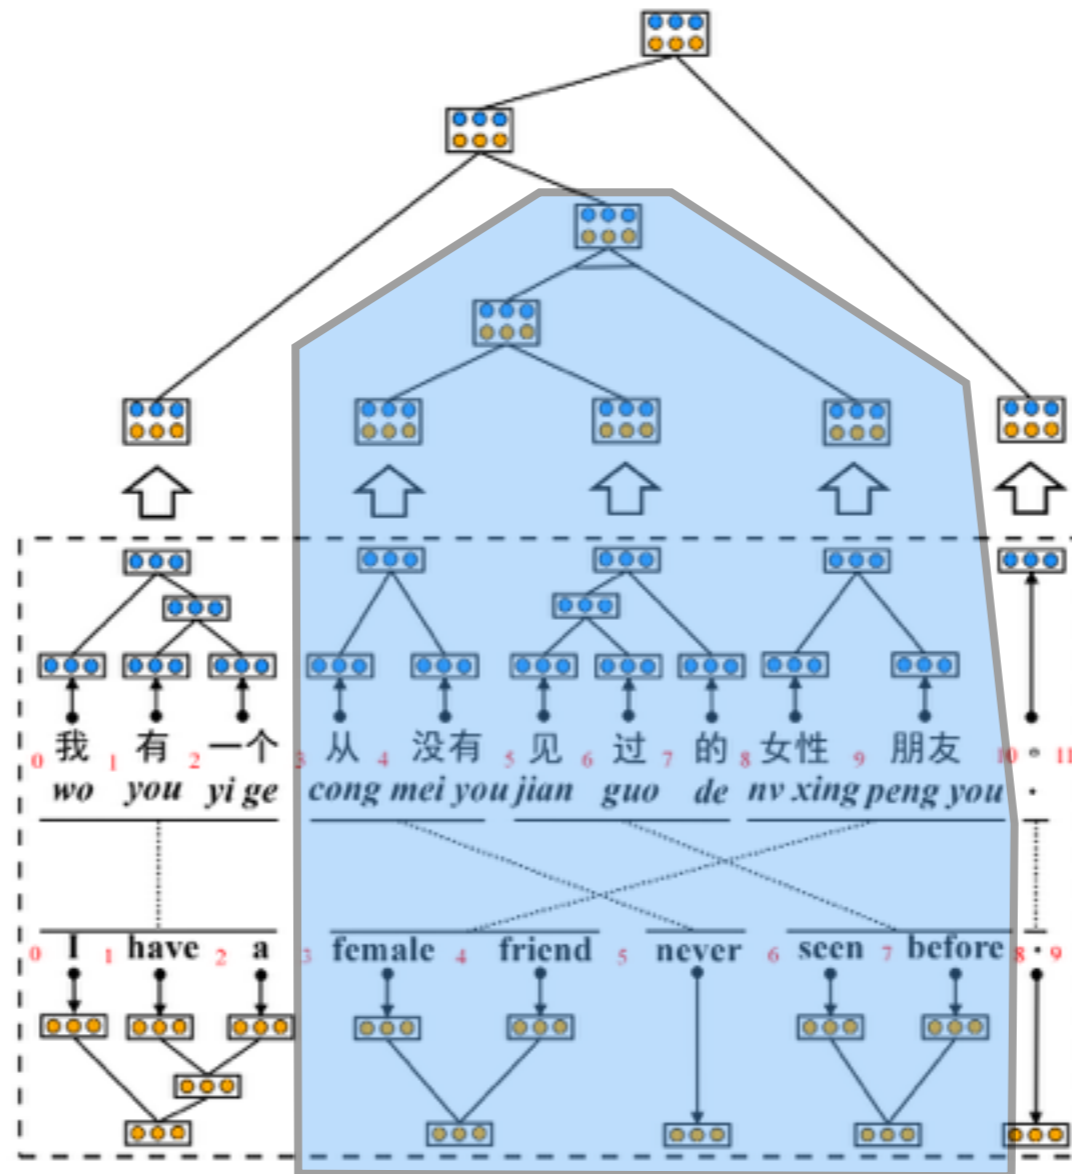 0 我 1 有 2 一个 3 从 4 没有 5 见 6 过 7 的 8 女性 9 朋友 10 。 11
wo you yi ge cong mei you jian guo de nv xing peng you .
0 I 1 have 2 a 3 female 4 friend 5 never 6 seen 7 before 8 . 9